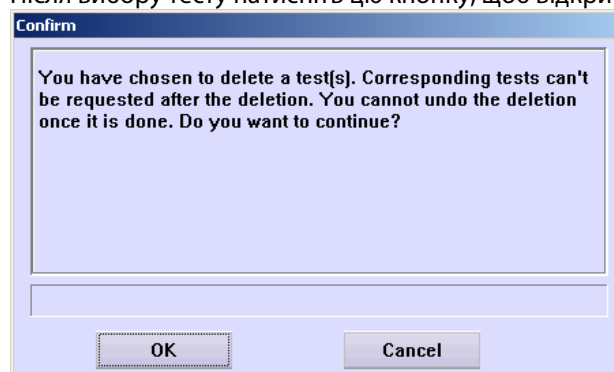 Після вибору тесту натисніть цю кнопку, щоб відкри
Confirm
You have chosen to delete a test(s). Corresponding tests can't
be requested after the deletion. You cannot undo the deletion
once it is done. Do you want to continue?
OK
Cancel